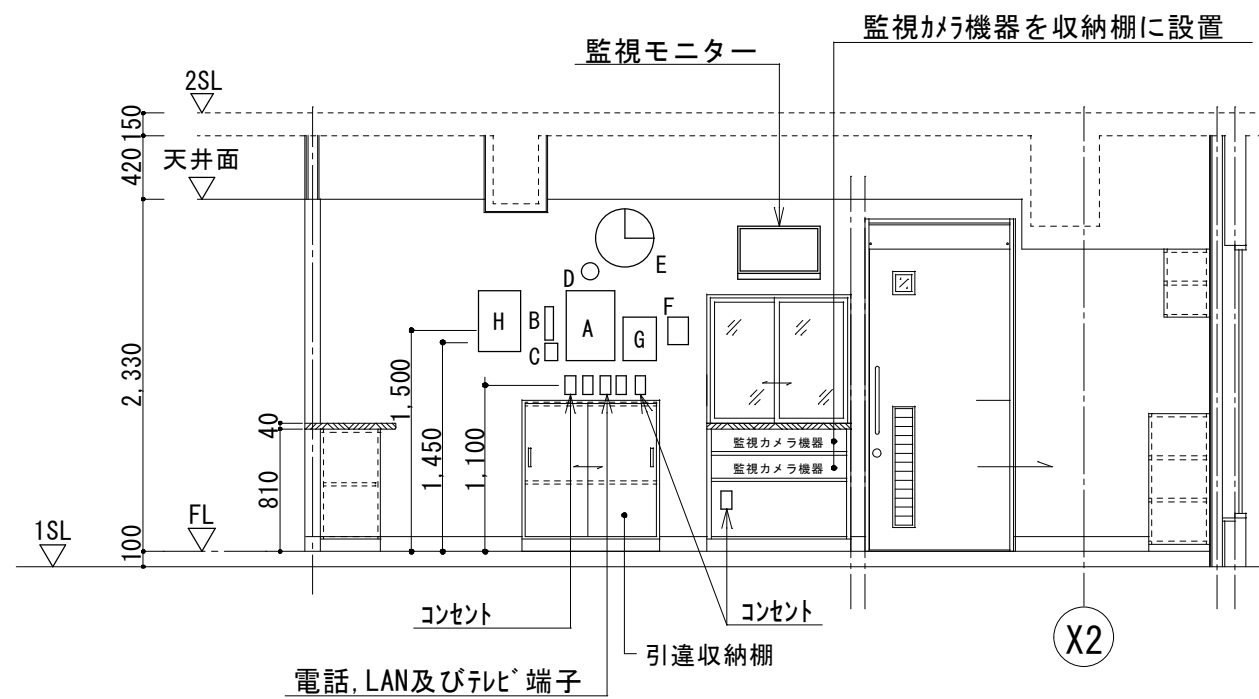 監視カメラ機器を収納棚に設置
監視モニター
2SL
150
420
天井面
E
D
F
H
B
A
G
C
2,330
1,500
1,450
1,100
40
810
監視カメラ機器
監視カメラ機器
FL
1SL
100
コンセント
コンセント
引違収納棚
X2
電話,LAN及びテレビ端子